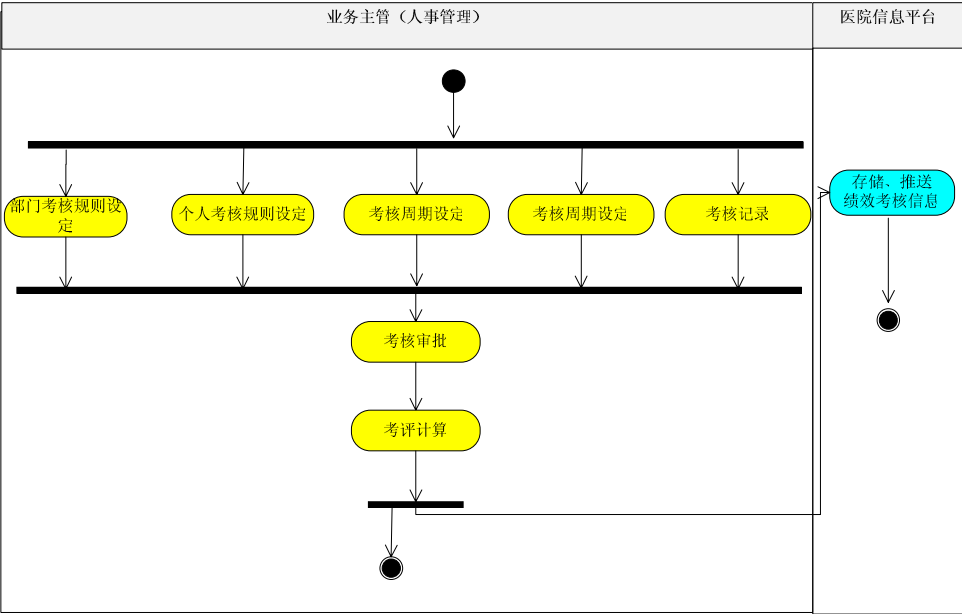 业务主管（人事管理）
医院信息平台
部门考核规则设
定
个人考核规则设定
考核周期设定
考核周期设定
考核记录
存储、推送
绩效考核信息
考核审批
考评计算